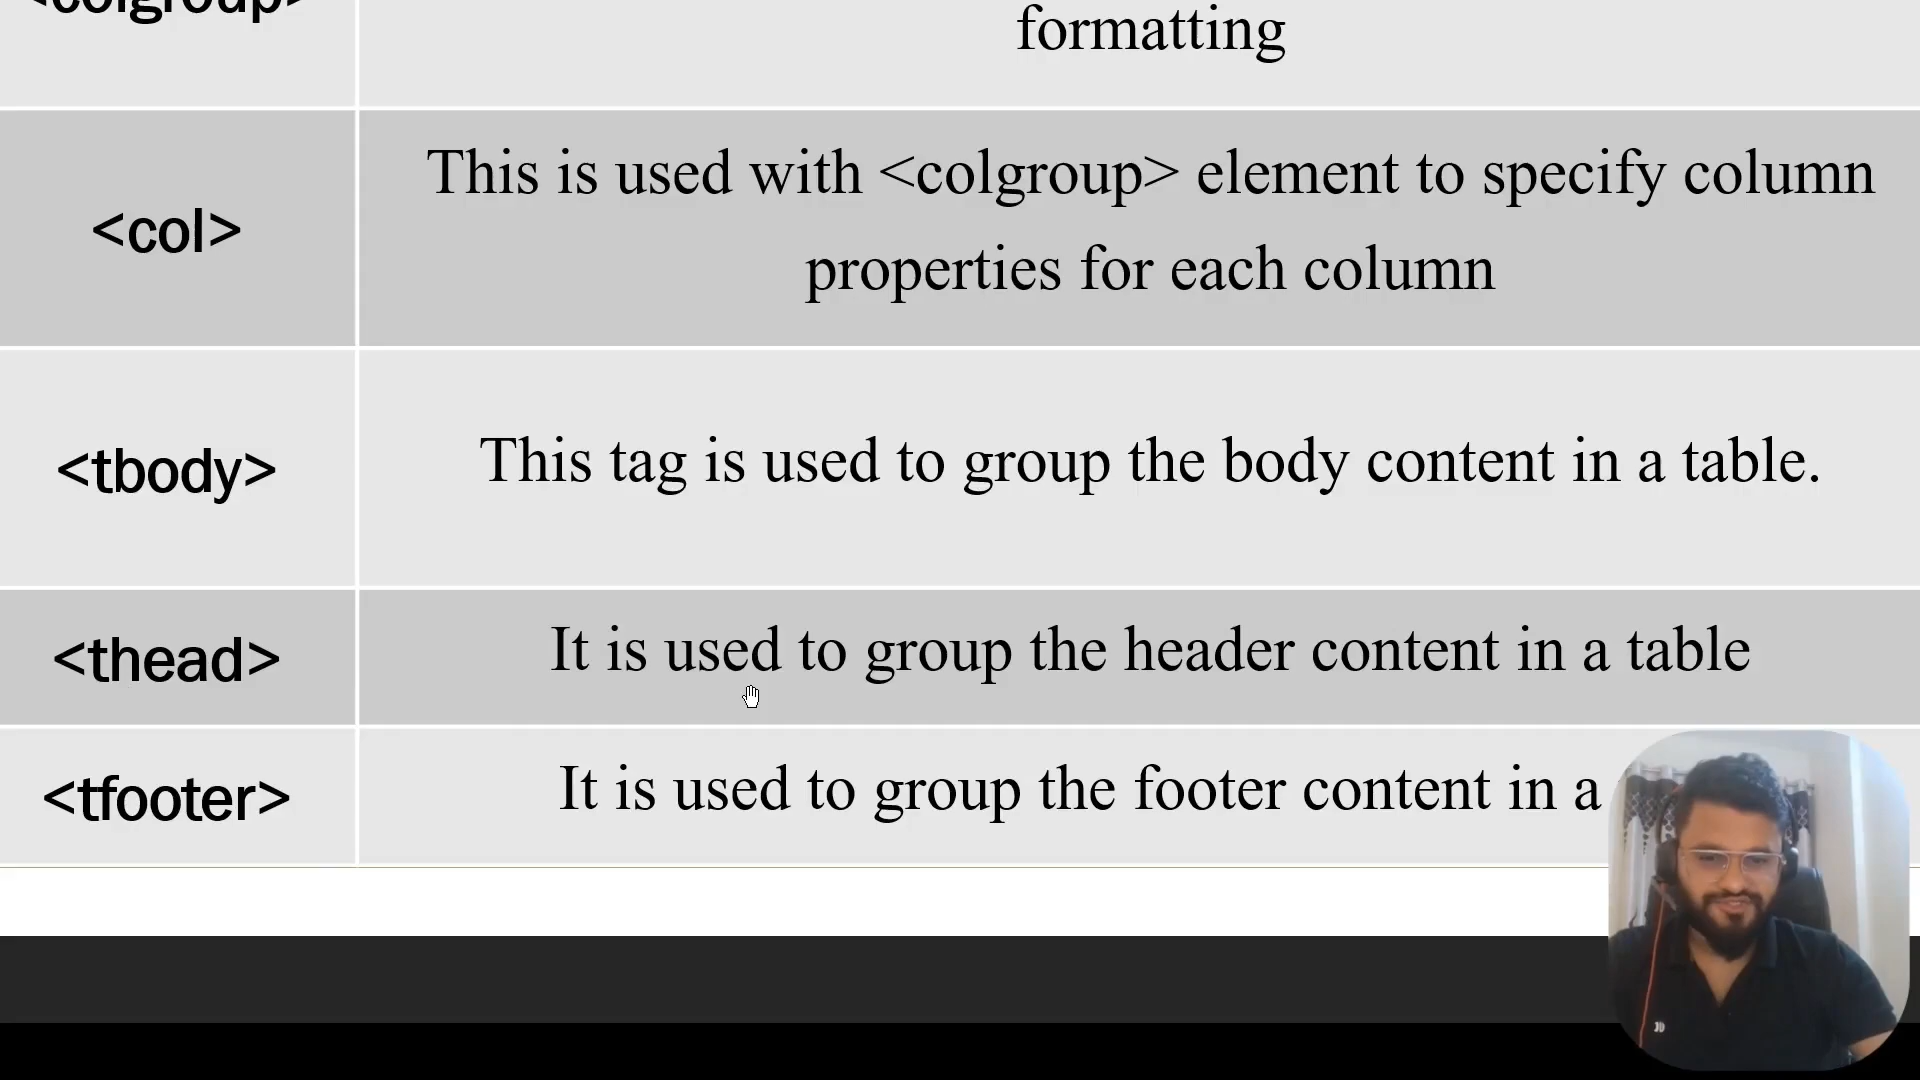 <colgroup>
formatting
<col>
This is used with <colgroup> element to specify column
properties for each column
<tbody>
This tag is used to group the body content in a table.
<thead>
It is used to group the header content in a table
<tfooter>
It is used to group the footer content in a
JD